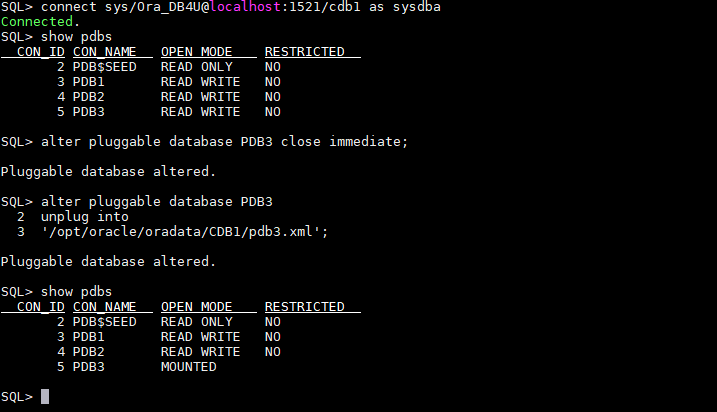 SQL> connect sys/Ora_DB4U@localhost:1521/cdb1 as sysdba
Connected.
SQL> show pdbs
CON_ID CON_NAME OPEN MODE RESTRICTED
2 PDB$SEED READ ONLY NO
3 PDB1 READ WRITE NO
4 PDB2 READ WRITE NO
5 PDB3 READ WRITE NO
SQL> alter pluggable database PDB3 close immediate;
Pluggable database altered.
SQL> alter pluggable database PDB3
2 unplug into
3 '/opt/oracle/oradata/CDB1/pdb3.xml';
Pluggable database altered.
SQL> show pdbs
CON_ID CON_NAME OPEN MODE RESTRICTED
2 PDB$SEED READ ONLY NO
3 PDB1 READ WRITE NO
4 PDB2 READ WRITE NO
5 PDB3 MOUNTED
SQL>